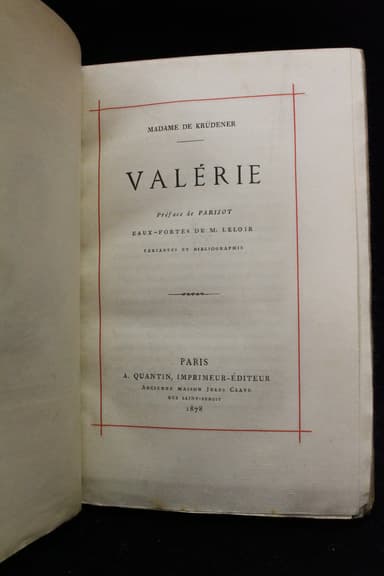 MADAME DE KRÜDENER
VALÉRIE
Préface de PARISOT
EAUX-FORTES DE M. LELOIR
VARIANTES ET BIBLIOGRAPHIE
PARIS
A. QUANTIN, IMPRIMEUR-ÉDITEUR
ANCIENNE MAISON JULES CLAYE
RUE SAINT-BENOIT
1878